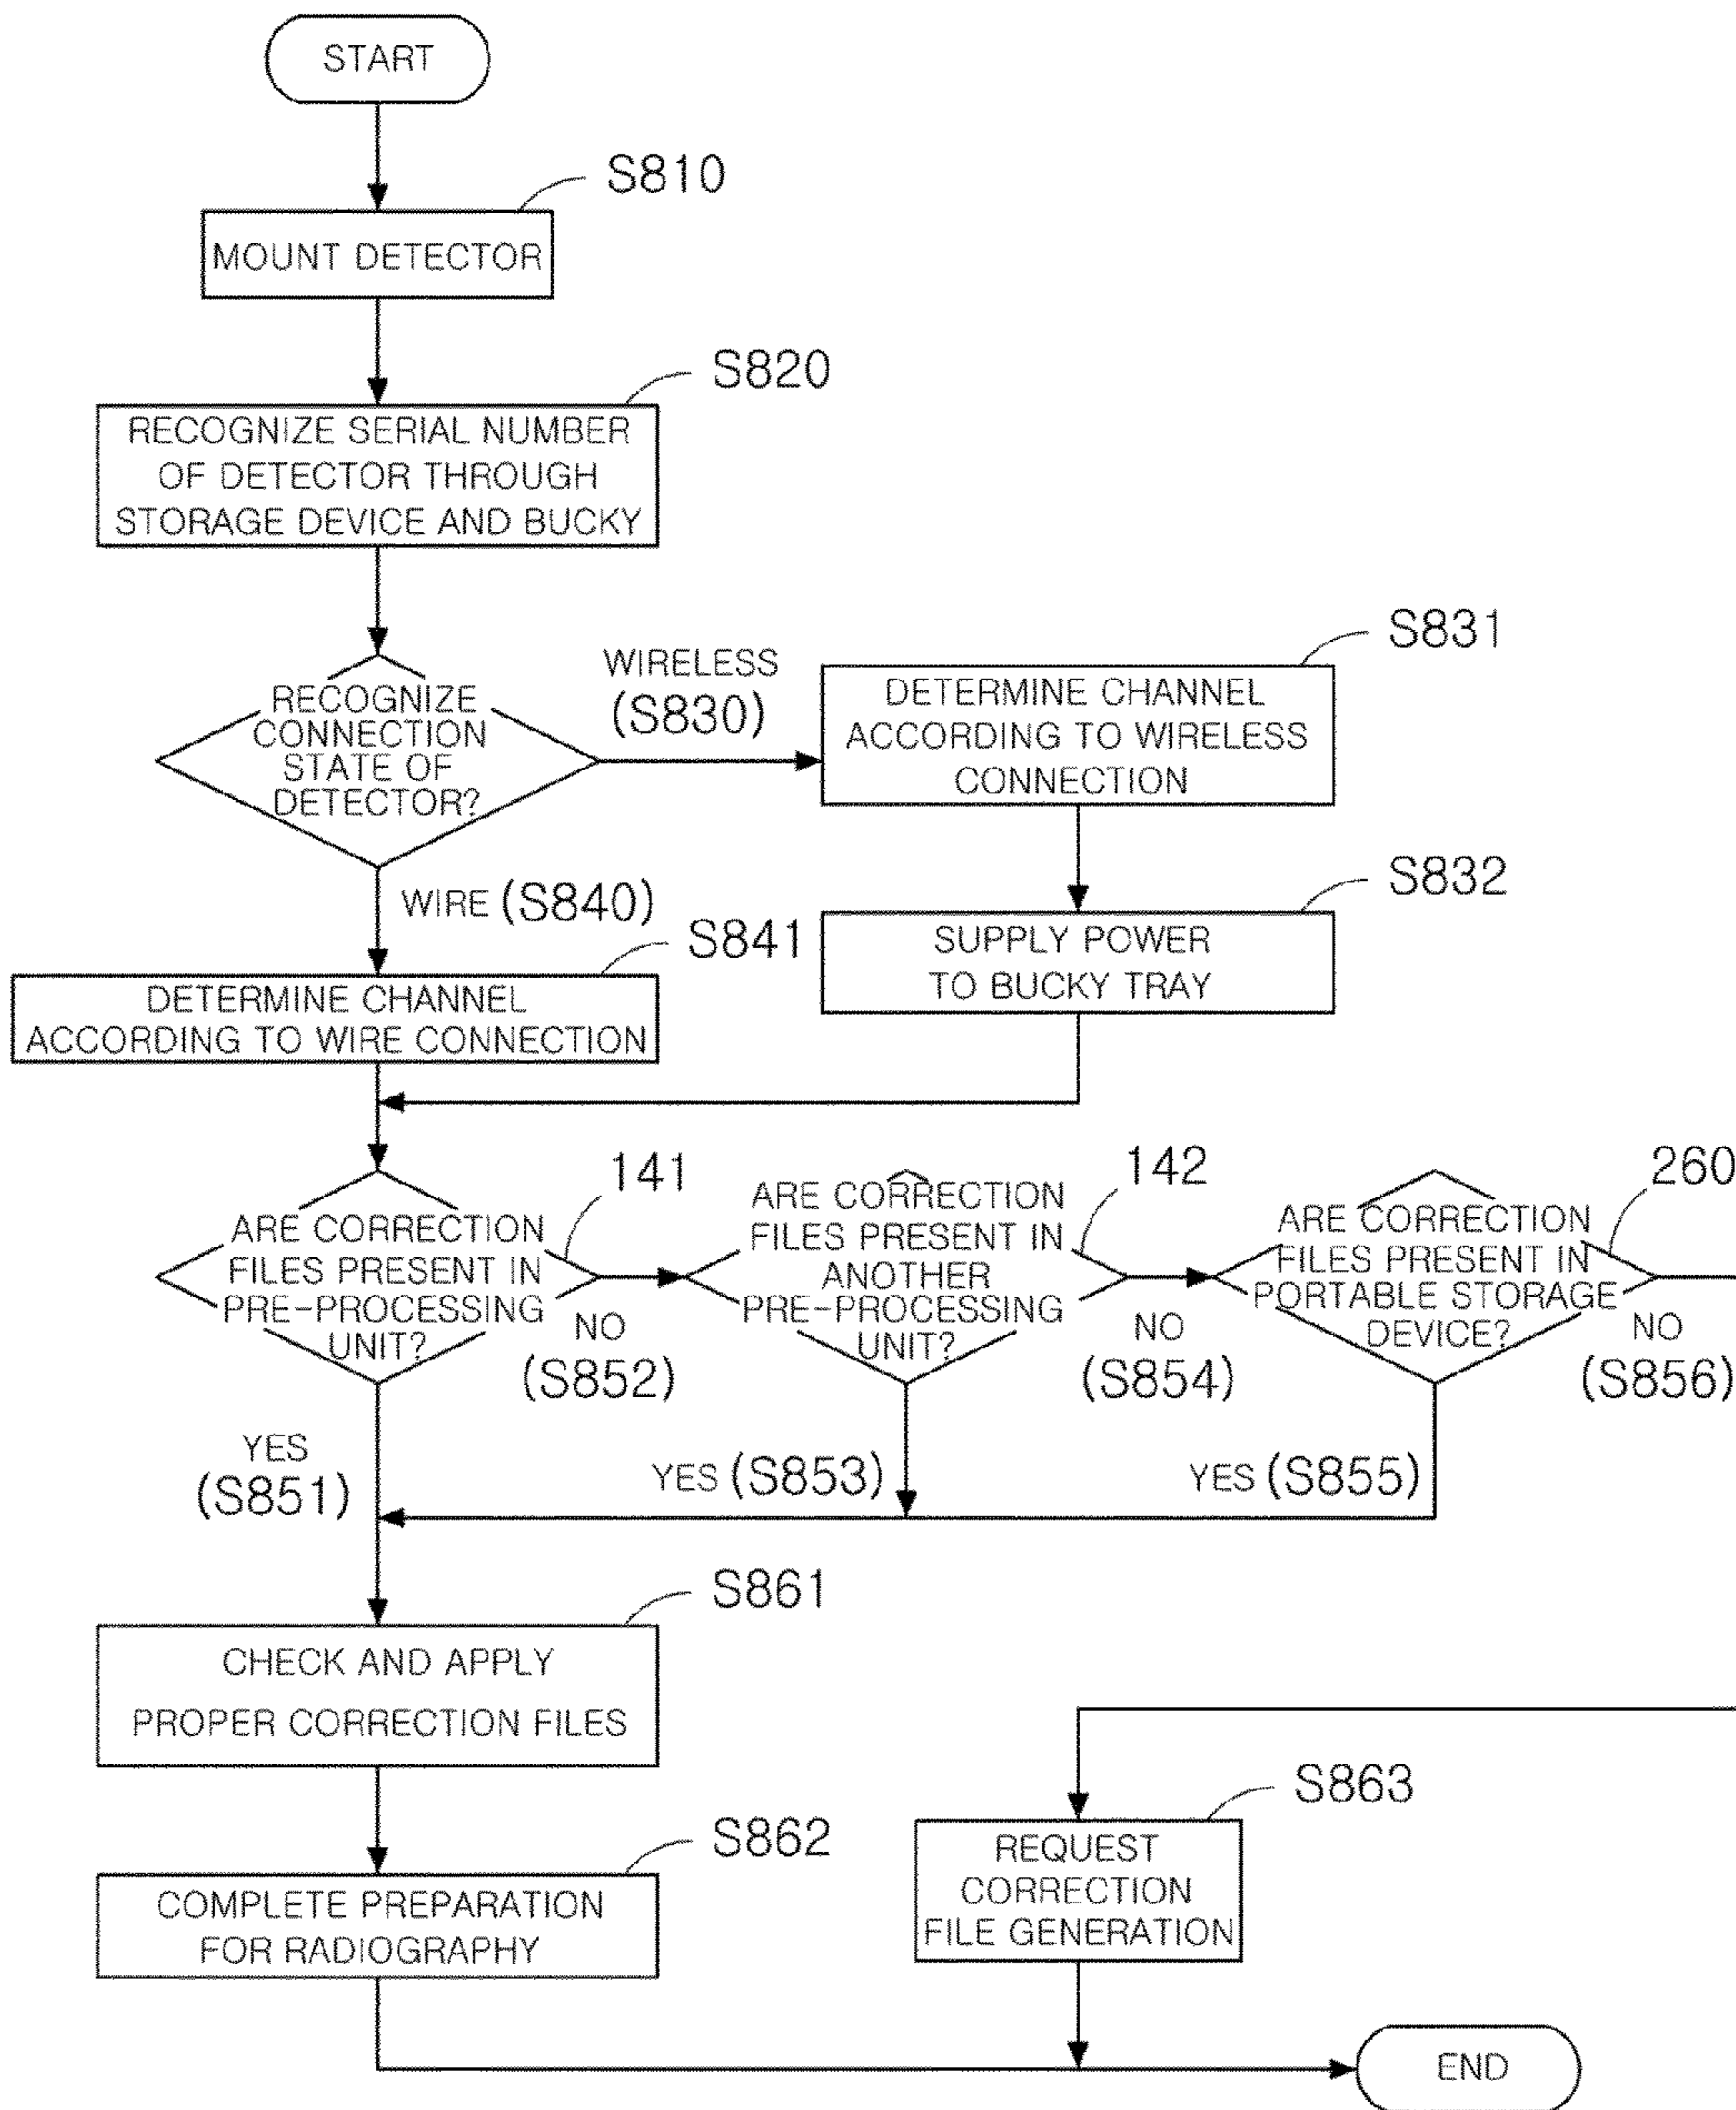 START
S810
MOUNT DETECTOR
S820
RECOGNIZE SERIAL NUMBER
OF DETECTOR THROUGH
STORAGE DEVICE AND BUCKY
RECOGNIZE
CONNECTION
STATE OF
DETECTOR?
WIRELESS
(S830)
S831
DETERMINE CHANNEL
ACCORDING TO WIRELESS
CONNECTION
WIRE (S840)
S832
SUPPLY POWER
TO BUCKY TRAY
S841
DETERMINE CHANNEL
ACCORDING TO WIRE CONNECTION
141
ARE CORRECTION
FILES PRESENT IN
PRE-PROCESSING
UNIT?
NO
(S852)
142
ARE CORRECTION
FILES PRESENT IN
ANOTHER
PRE-PROCESSING
UNIT?
NO
(S854)
260
ARE CORRECTION
FILES PRESENT IN
PORTABLE STORAGE
DEVICE?
NO
(S856)
YES
(S851)
YES (S853)
YES (S855)
S861
CHECK AND APPLY
PROPER CORRECTION FILES
S862
COMPLETE PREPARATION
FOR RADIOGRAPHY
S863
REQUEST
CORRECTION
FILE GENERATION
END